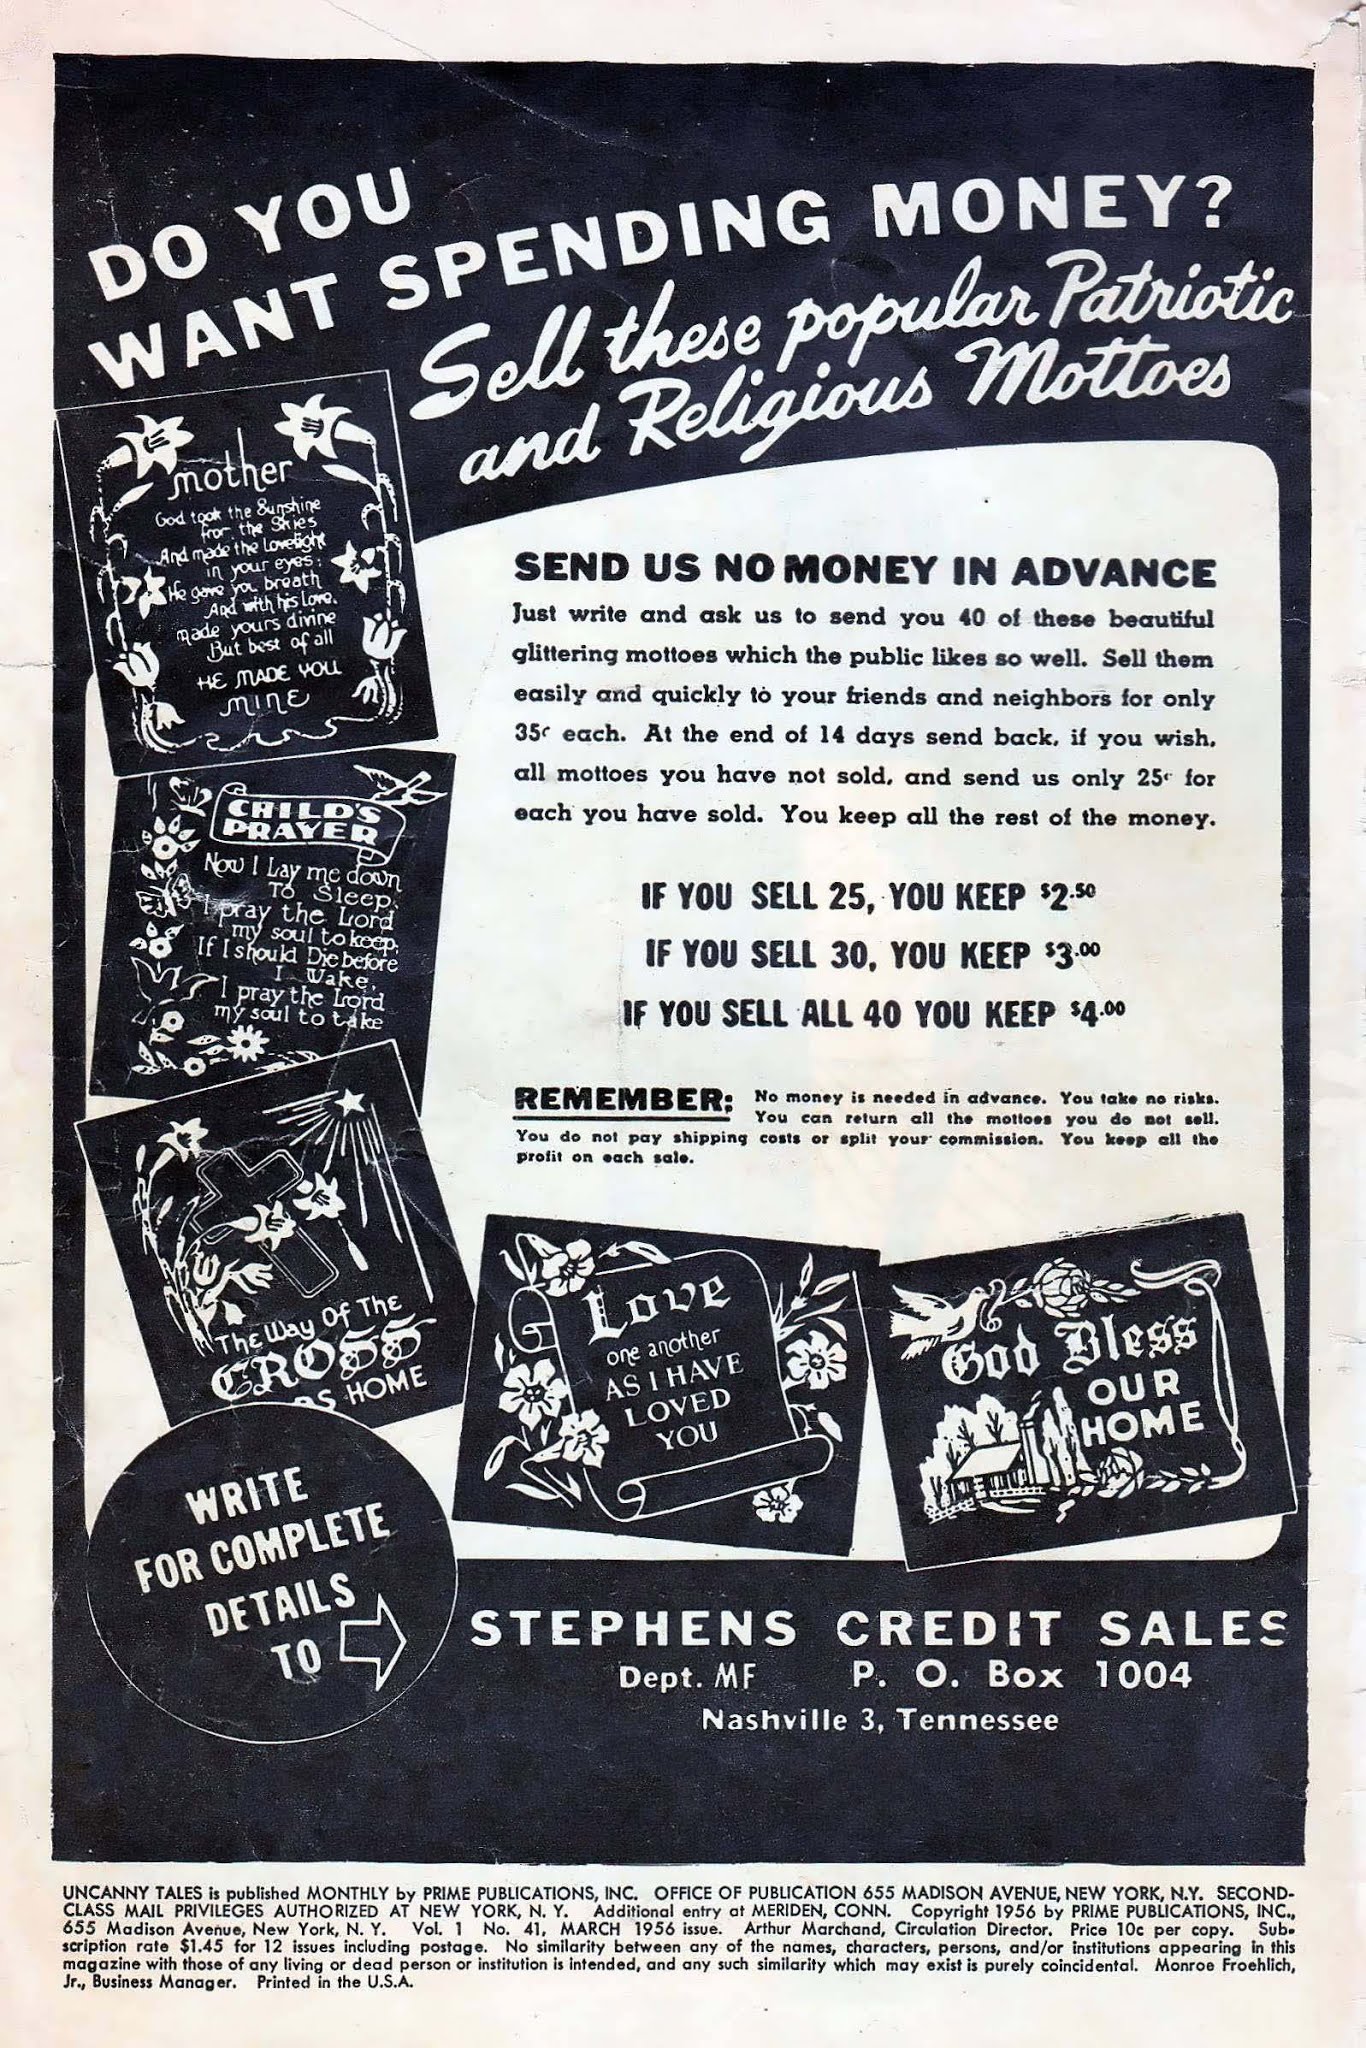 DO YOU
WANT SPENDING MONEY?
Sell these popular Patriotic
and Religious Mottoes
mother
God took the Sunshine
from the Skies
And made the Lovelight
in your eyes;
He gave you breath
And with his Love,
made yours divine
But best of all
HE MADE YOU
MINE
CHILD'S
PRAYER
Now I Lay me down
To Sleep,
I pray the Lord
my soul to keep,
If I should Die before
I Wake,
I pray the Lord
my soul to take
The Way Of The
CROSS
HOME
SEND US NO MONEY IN ADVANCE
Just write and ask us to send you 40 of these beautiful
glittering mottoes which the public likes so well. Sell them
easily and quickly to your friends and neighbors for only
35c each. At the end of 14 days send back, if you wish,
all mottoes you have not sold, and send us only 25c for
each you have sold. You keep all the rest of the money.
IF YOU SELL 25, YOU KEEP $2.50
IF YOU SELL 30, YOU KEEP $3.00
IF YOU SELL ALL 40 YOU KEEP $4.00
REMEMBER: No money is needed in advance. You take no risks.
You can return all the mottoes you do not sell.
You do not pay shipping costs or split your commission. You keep all the
profit on each sale.
Love
one another
AS I HAVE
LOVED
YOU
God Bless
OUR
HOME
WRITE
FOR COMPLETE
DETAILS
TO
STEPHENS CREDIT SALES
Dept. MF P. O. Box 1004
Nashville 3, Tennessee
UNCANNY TALES is published MONTHLY by PRIME PUBLICATIONS, INC. OFFICE OF PUBLICATION 655 MADISON AVENUE, NEW YORK, N.Y. SECOND-
CLASS MAIL PRIVILEGES AUTHORIZED AT NEW YORK, N. Y. Additional entry at MERIDEN, CONN. Copyright 1956 by PRIME PUBLICATIONS, INC.,
655 Madison Avenue, New York, N. Y. Vol. 1 No. 41, MARCH 1956 issue. Arthur Marchand, Circulation Director. Price 10c per copy. Sub-
scription rate $1.45 for 12 issues including postage. No similarity between any of the names, characters, persons, and/or institutions appearing in this
magazine with those of any living or dead person or institution is intended, and any such similarity which may exist is purely coincidental. Monroe Froehlich,
Jr., Business Manager. Printed in the U.S.A.